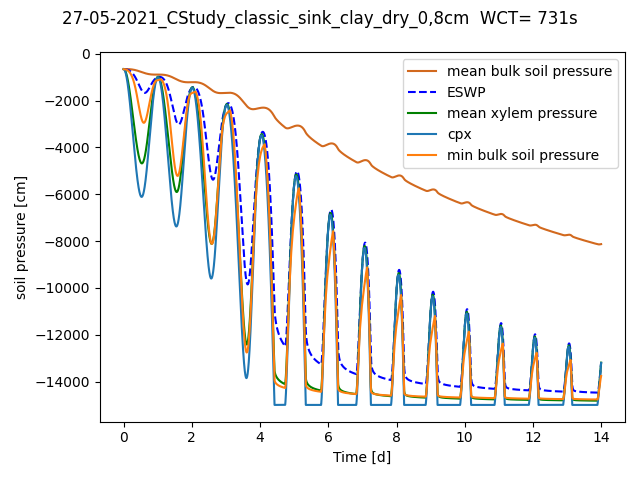 27-05-2021_CStudy_classic_sink_clay_dry_0,8cm  WCT= 731s
soil pressure [cm]
0
−2000
−4000
−6000
−8000
−10000
−12000
−14000
mean bulk soil pressure
ESWP
mean xylem pressure
cpx
min bulk soil pressure
0 2 4 6 8 10 12 14
Time [d]